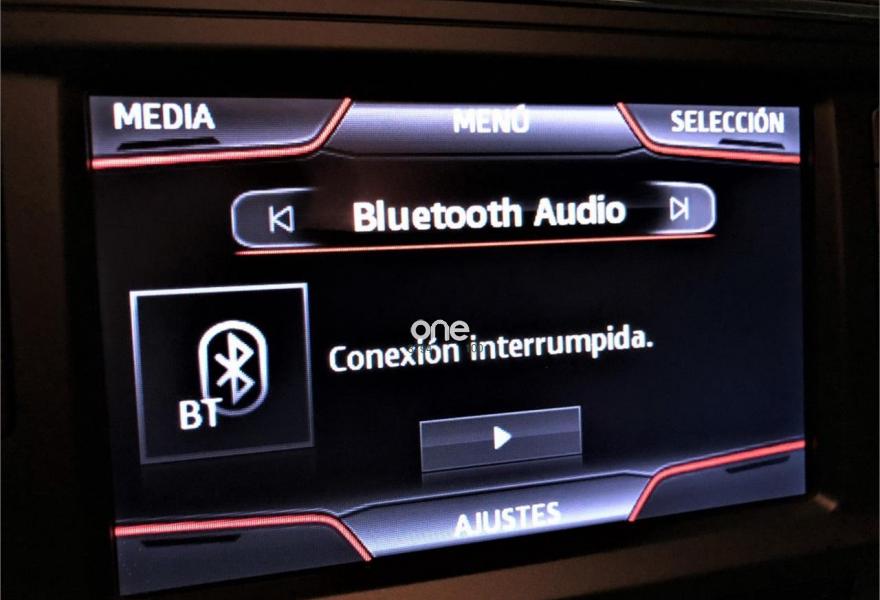 MEDIA
MENÚ
SELECCIÓN
Bluetooth Audio
one
Conexión interrumpida.
BT
AJUSTES